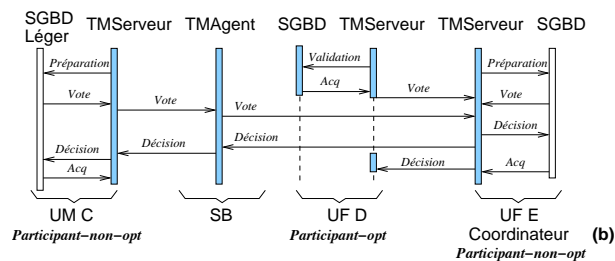 SGBD Léger TMServeur TMAgent SGBD TMServeur TMServeur SGBD
Préparation Validation Préparation
Vote Acq Vote Vote
Vote Vote
Décision
Décision Décision
Décision Décision Acq
Acq
UM C SB UF D UF E
Coordinateur (b)
Participant−non−opt Participant−opt Participant−non−opt